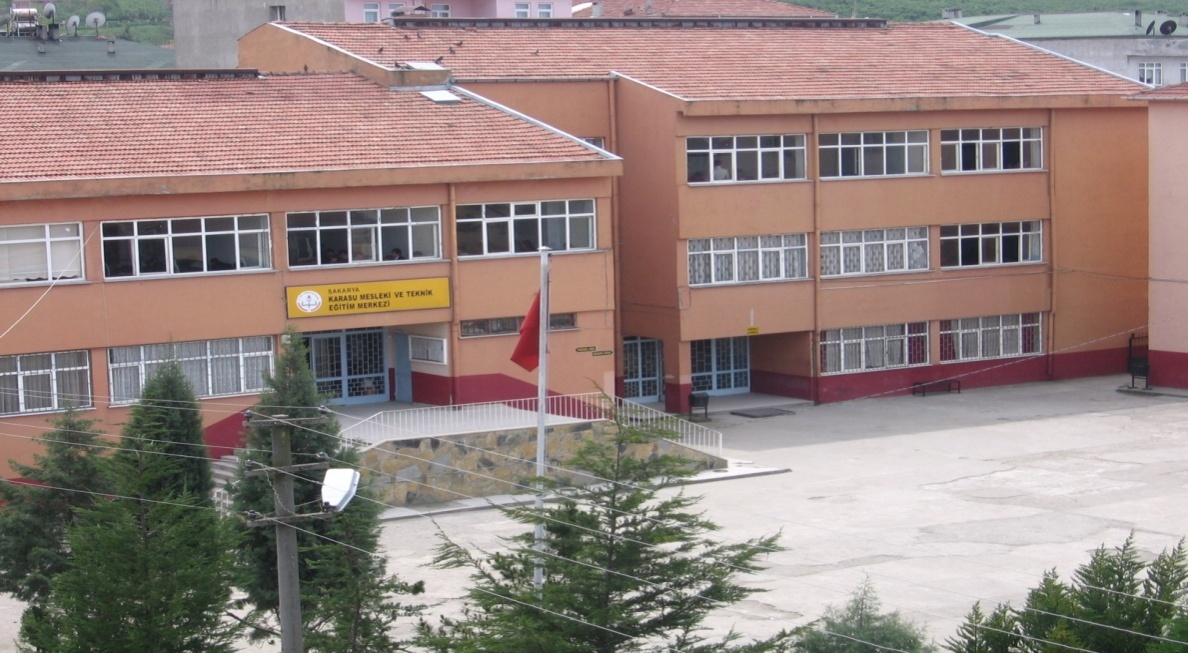 SAKARYA
KARASU MESLEKİ VE TEKNİK
EĞİTİM MERKEZİ